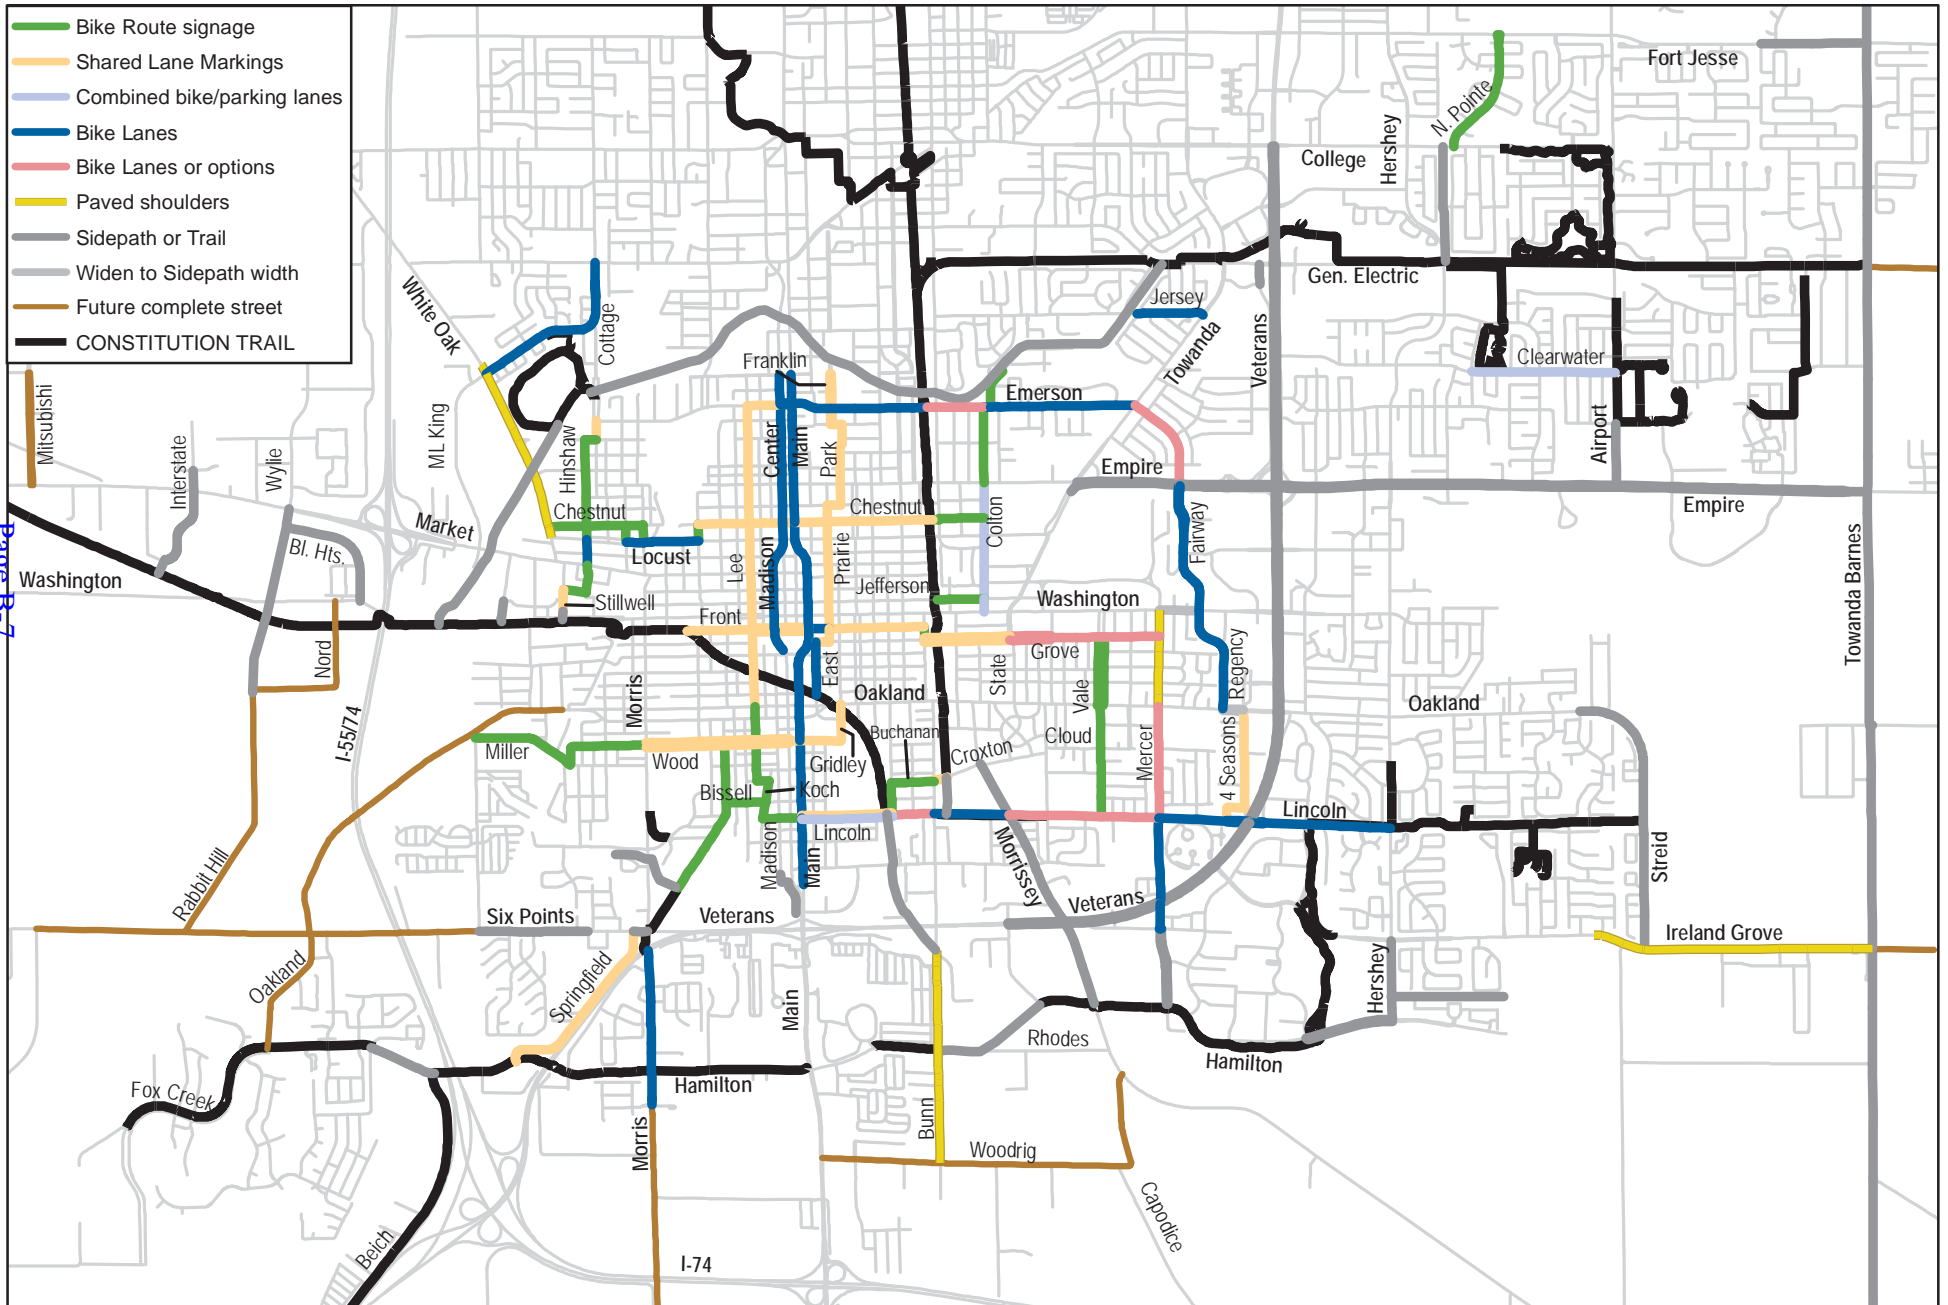 Bike Route signage
Shared Lane Markings
Combined bike/parking lanes
Bike Lanes
Bike Lanes or options
Paved shoulders
Sidepath or Trail
Widen to Sidepath width
Future complete street
CONSTITUTION TRAIL
Fort Jesse
N. Pointe
Hershey
College
Gen. Electric
White Oak
Cottage
Jersey
Towanda
Veterans
Clearwater
Franklin
Emerson
Mitsubishi
Interstate
Wylie
ML King
Hinshaw
Center
Main
Park
Airport
Empire
Empire
Chestnut
Chestnut
Market
Locust
Colton
Fairway
Bl. Hts.
Lee
Madison
Prairie
Towanda Barnes
Washington
Jefferson
Washington
Stillwell
Front
Nord
Grove
State
East
Vale
Regency
Morris
Oakland
Oakland
I-55/74
Miller
Wood
Gridley
Buchanan
Croxton
Cloud
Mercer
4 Seasons
Bissell
Koch
Lincoln
Lincoln
Madison
Main
Morrissey
Streid
Rabbit Hill
Six Points
Veterans
Veterans
Ireland Grove
Oakland
Springfield
Main
Hershey
Rhodes
Hamilton
Fox Creek
Hamilton
Bunn
Morris
Woodrig
Capodice
Beich
I-74